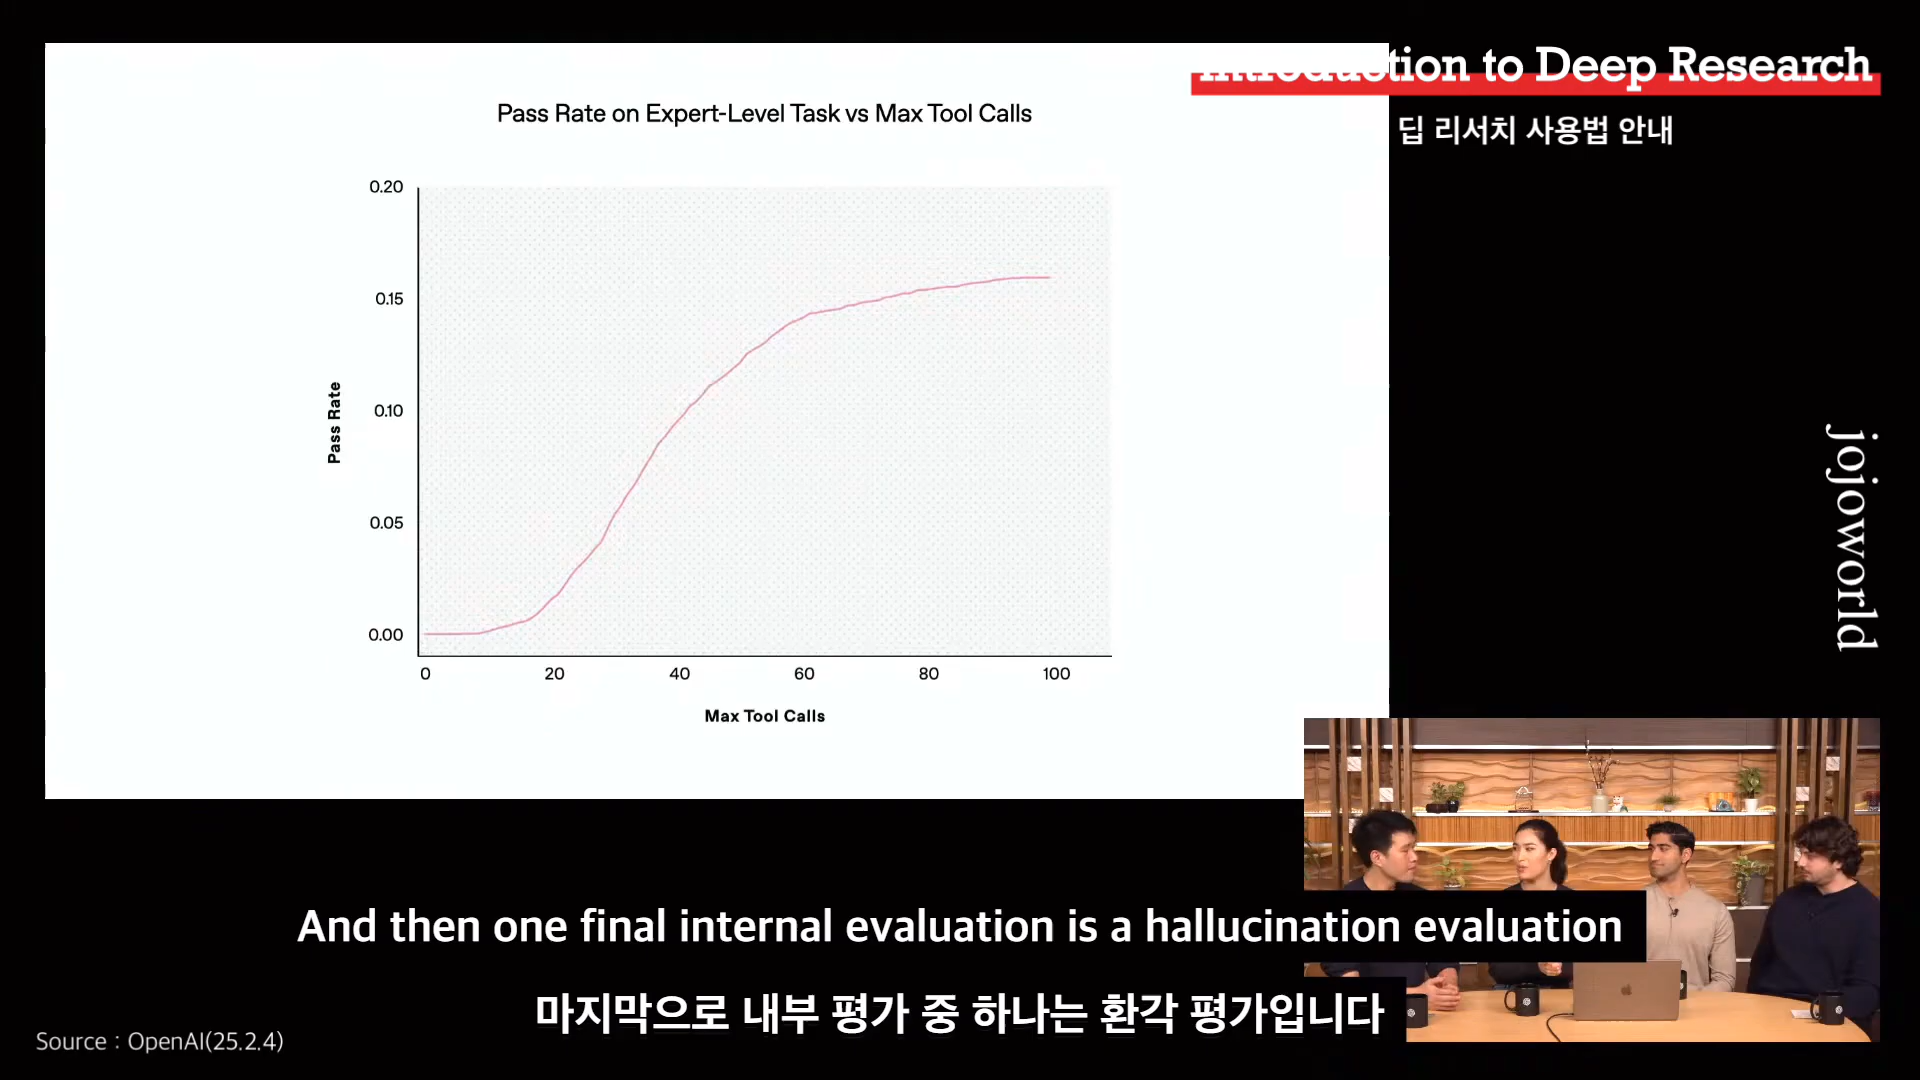 Introduction to Deep Research
딥 리서치 사용법 안내
Pass Rate on Expert-Level Task vs Max Tool Calls
0.20
0.15
0.10
0.05
0.00
Pass Rate
0
20
40
60
80
100
Max Tool Calls
jojoworld
And then one final internal evaluation is a hallucination evaluation
마지막으로 내부 평가 중 하나는 환각 평가입니다
Source : OpenAI(25.2.4)